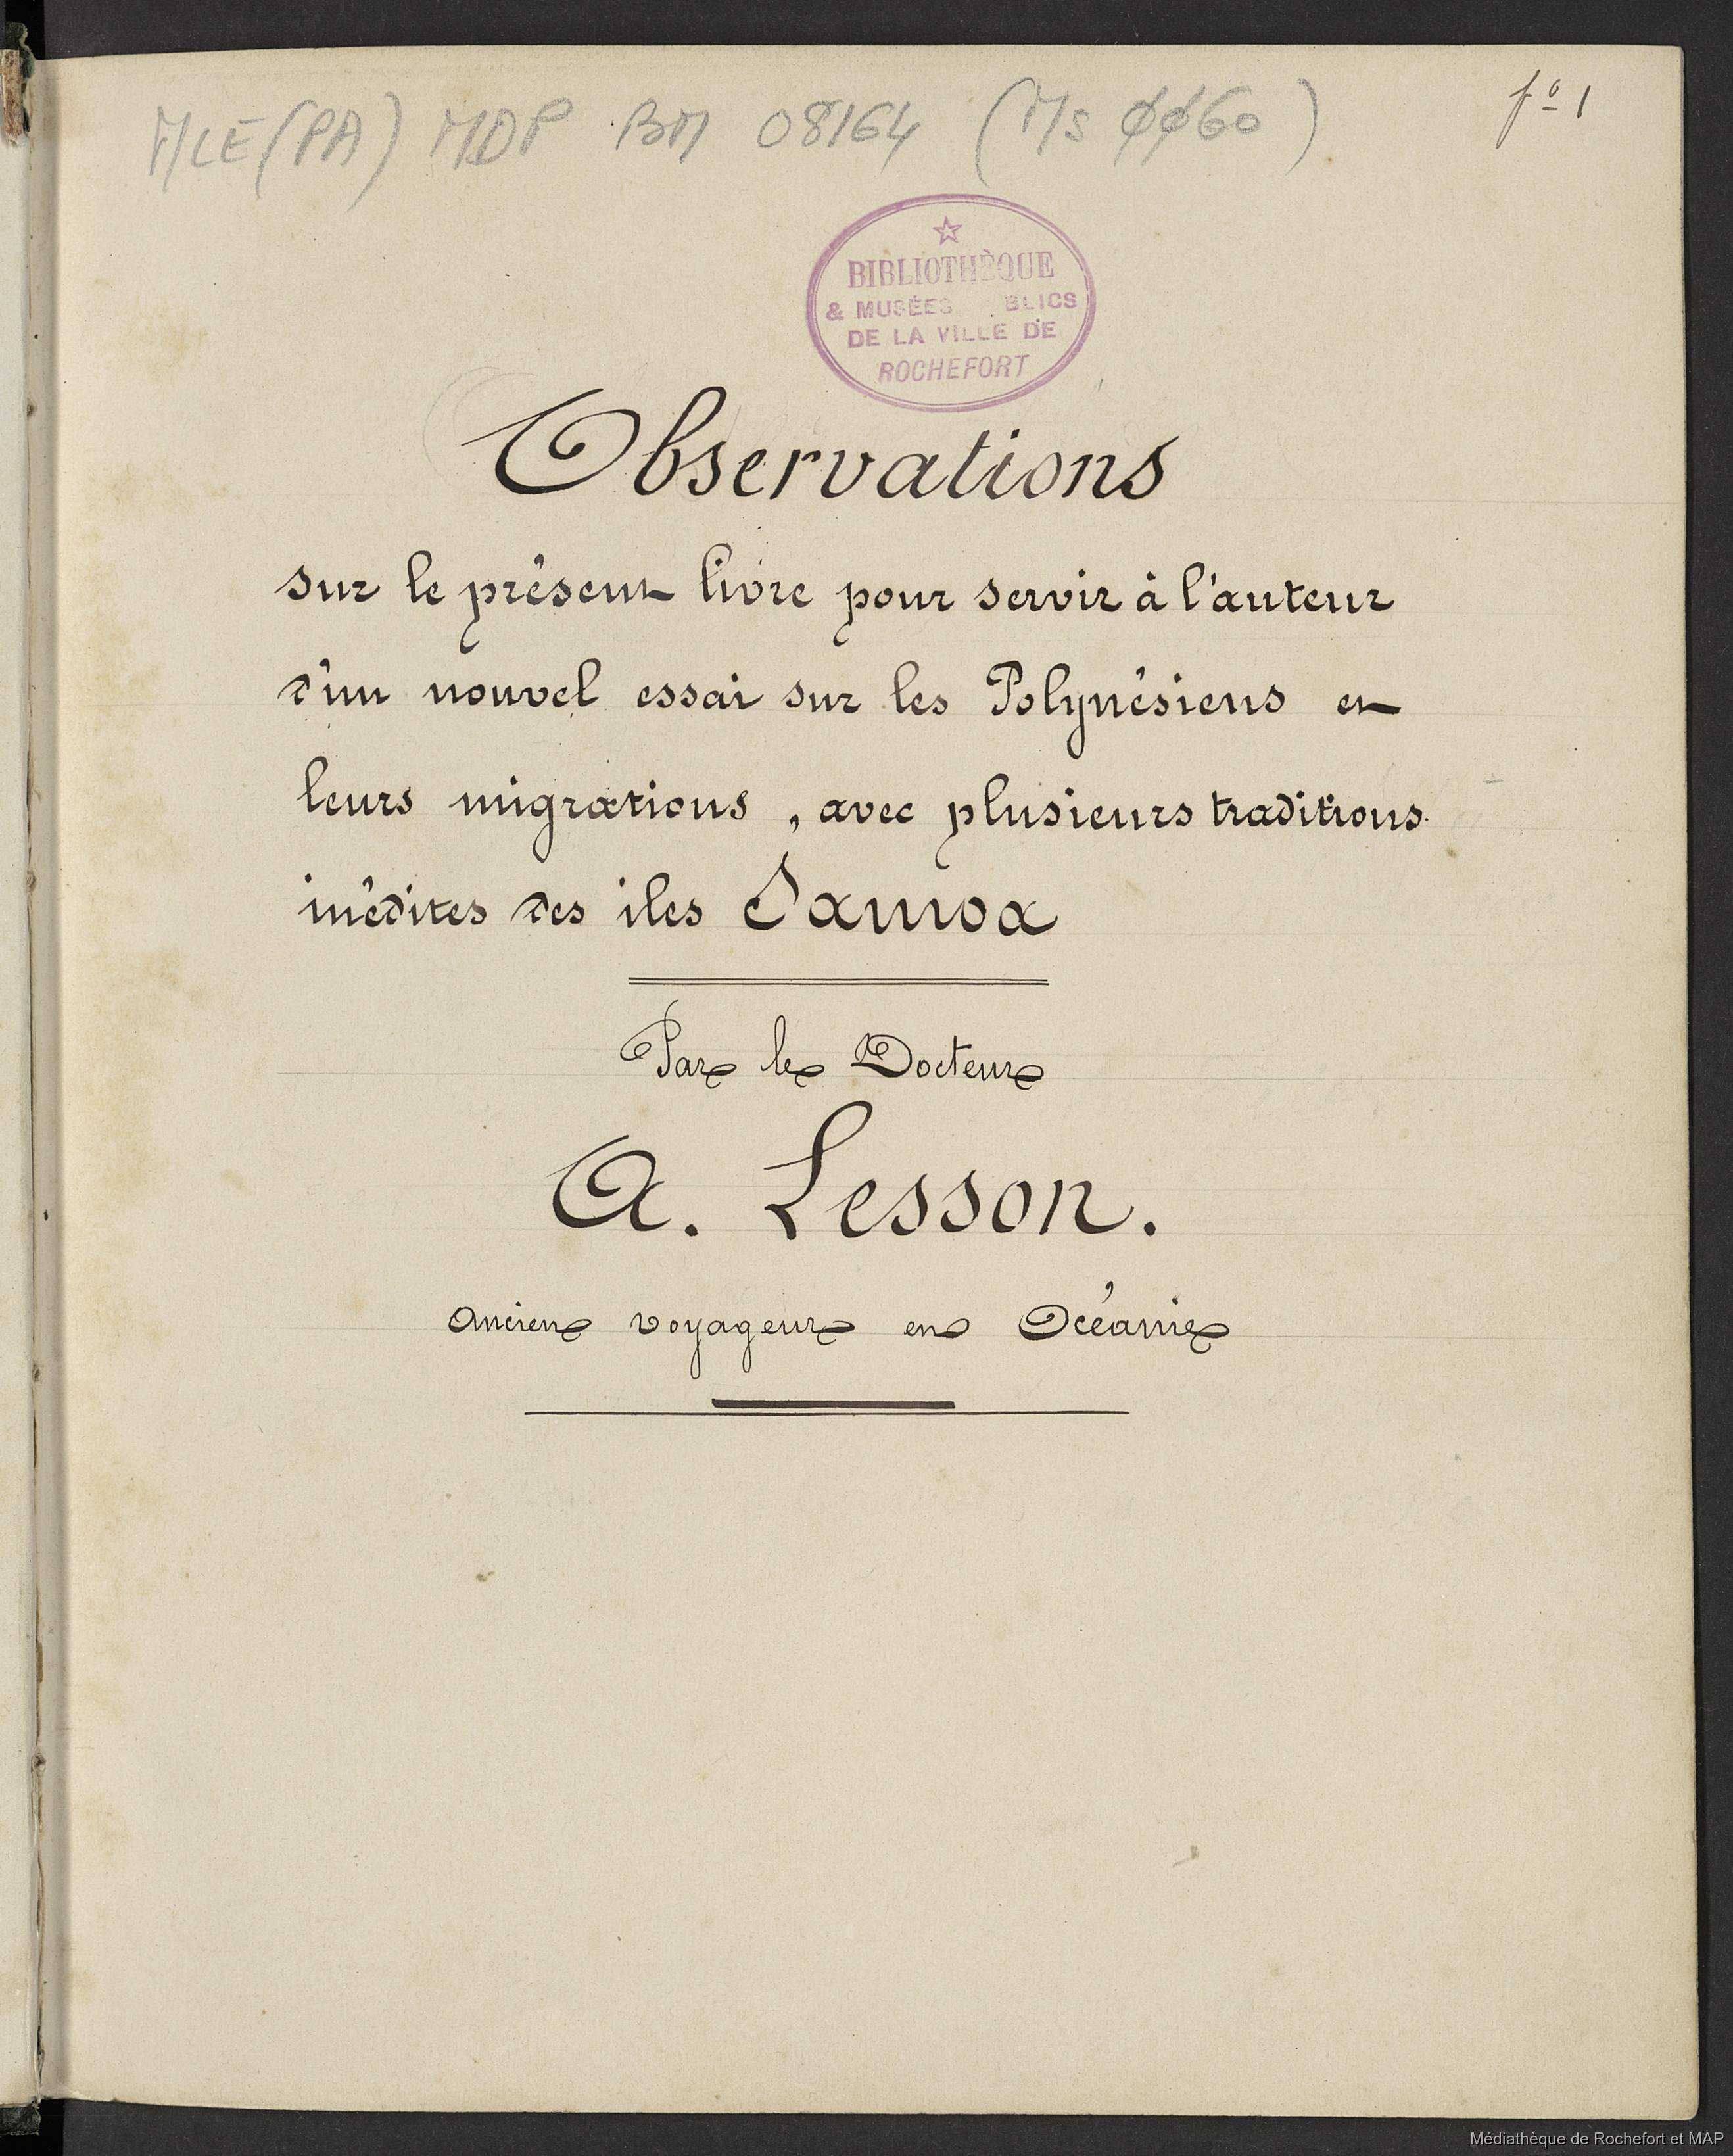 MLE(PA) MDP BM 08164 (Ms 0060)
fº 1
BIBLIOTHÈQUE
& MUSÉES BLICS
DE LA VILLE DE
ROCHEFORT
Observations
sur le présent livre pour servir à l'auteur
d'un nouvel essai sur les Polynésiens et
leurs migrations, avec plusieurs traditions
inédites des iles Samoa
Par le Docteur
A. Lesson.
ancien voyageur en Océanie
Médiathèque de Rochefort et MAP